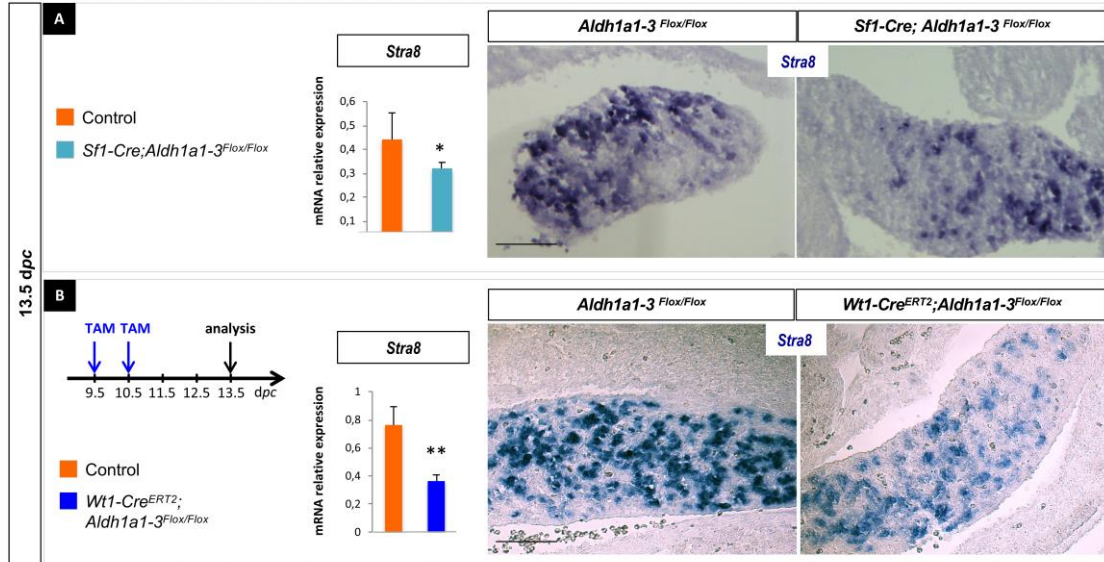 13.5 dpc
A
Control
Sf1-Cre;Aldh1a1-3Flox/Flox
Stra8
mRNA relative expression
0,6
0,5
0,4
0,3
0,2
0,1
*
Aldh1a1-3 Flox/Flox
Sf1-Cre; Aldh1a1-3 Flox/Flox
Stra8
B
TAM TAM analysis
9.5 10.5 11.5 12.5 13.5 dpc
Control
Wt1-CreERT2;
Aldh1a1-3Flox/Flox
Stra8
mRNA relative expression
1
0,8
0,6
0,4
0,2
0
**
Aldh1a1-3 Flox/Flox
Wt1-CreERT2;Aldh1a1-3Flox/Flox
Stra8